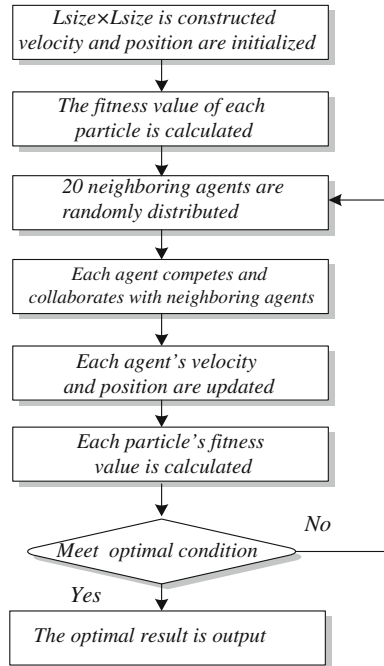 Lsize×Lsize is constructed
velocity and position are initialized
The fitness value of each
particle is calculated
20 neighboring agents are
randomly distributed
Each agent competes and
collaborates with neighboring agents
Each agent's velocity
and position are updated
Each particle's fitness
value is calculated
No
Meet optimal condition
Yes
The optimal result is output